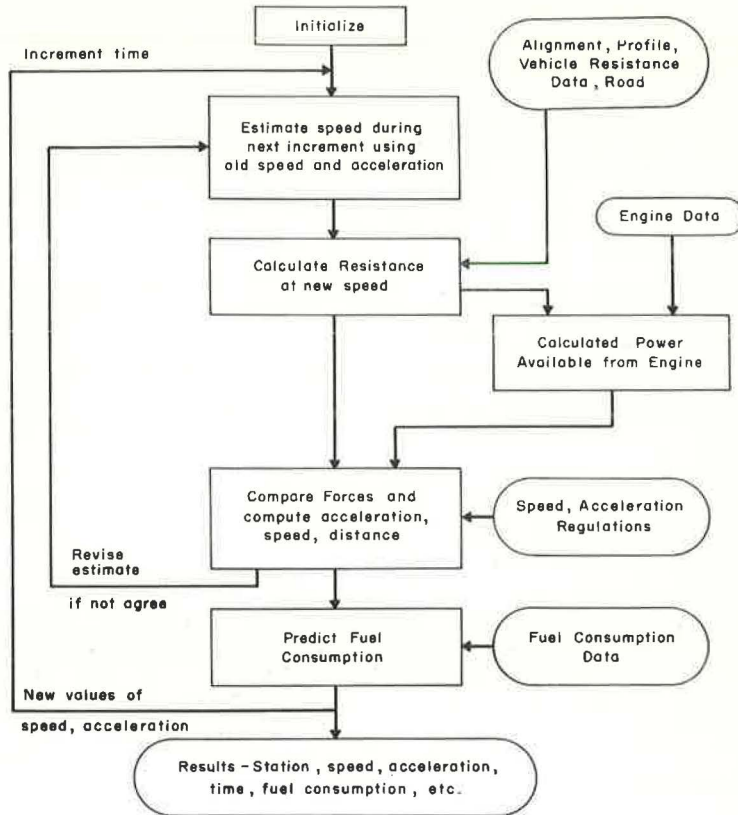 Initialize
Increment time
Alignment, Profile,
Vehicle Resistance
Data, Road
Estimate speed during
next increment using
old speed and acceleration
Engine Data
Calculate Resistance
at new speed
Calculated Power
Available from Engine
Compare Forces and
compute acceleration,
speed, distance
Speed, Acceleration
Regulations
Revise
estimate
if not agree
Predict Fuel
Consumption
Fuel Consumption
Data
New values of
speed, acceleration
Results - Station, speed, acceleration,
time, fuel consumption, etc.